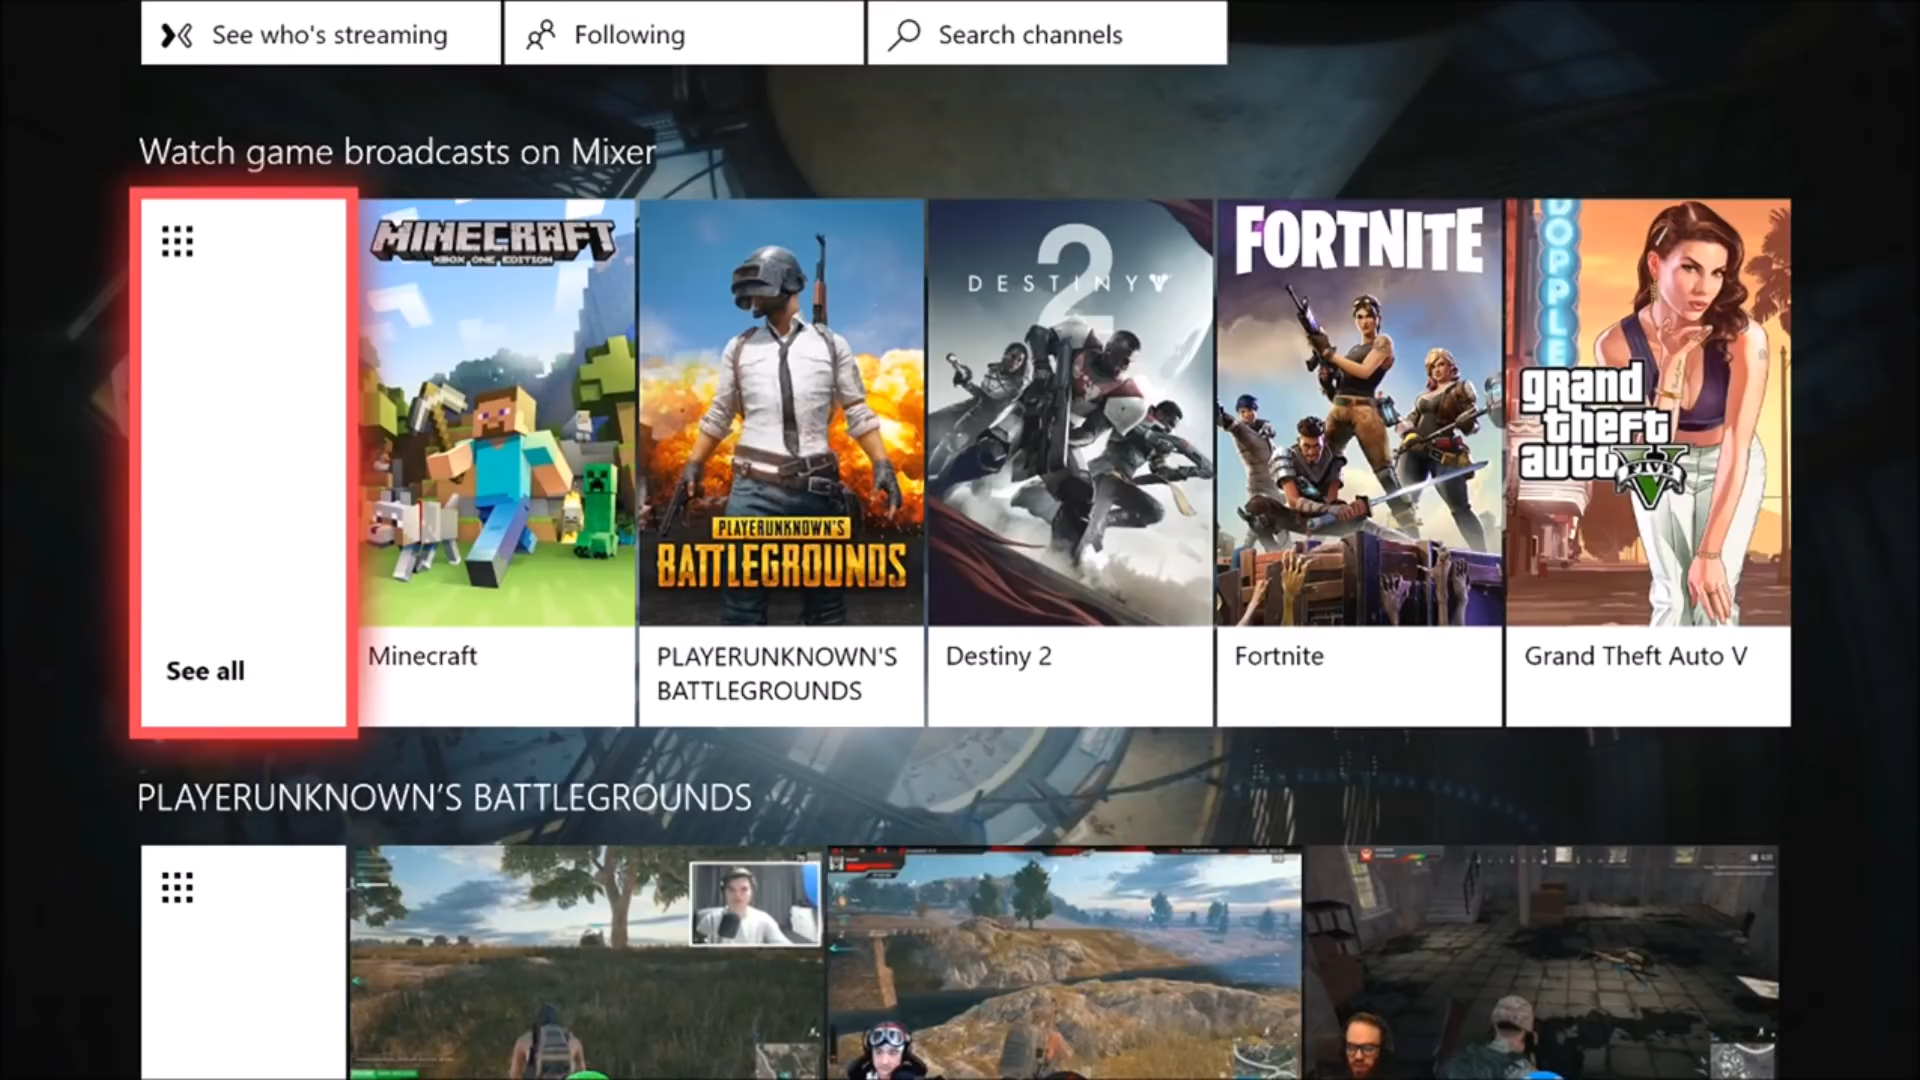 See who's streaming
Following
Search channels
Watch game broadcasts on Mixer
MINECRAFT
XBOX ONE EDITION
PLAYERUNKNOWN'S
BATTLEGROUNDS
2
DESTINY
FORTNITE
DOPPLE
grand
theft
auto
FIVE
See all
Minecraft
PLAYERUNKNOWN'S
BATTLEGROUNDS
Destiny 2
Fortnite
Grand Theft Auto V
PLAYERUNKNOWN'S BATTLEGROUNDS